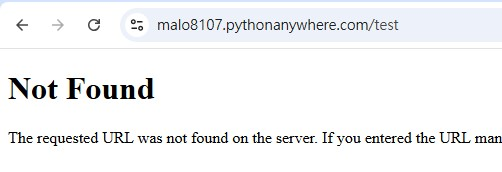 malo8107.pythonanywhere.com/test
Not Found
The requested URL was not found on the server. If you entered the URL man